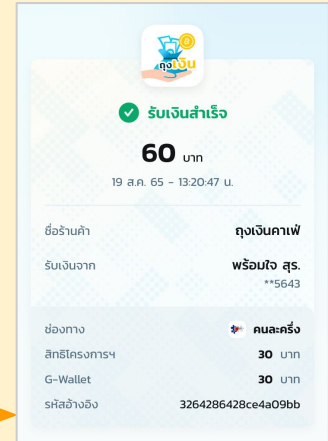 ถุงเงิน
รับเงินสำเร็จ
60 บาท
19 ส.ค. 65 - 13:20:47 น.
ชื่อร้านค้า ถุงเงินคาเฟ่
รับเงินจาก พร้อมใจ สุร.
**5643
ช่องทาง คนละครึ่ง
สิทธิโครงการฯ 30 บาท
G-Wallet 30 บาท
รหัสอ้างอิง 3264286428ce4a09bb